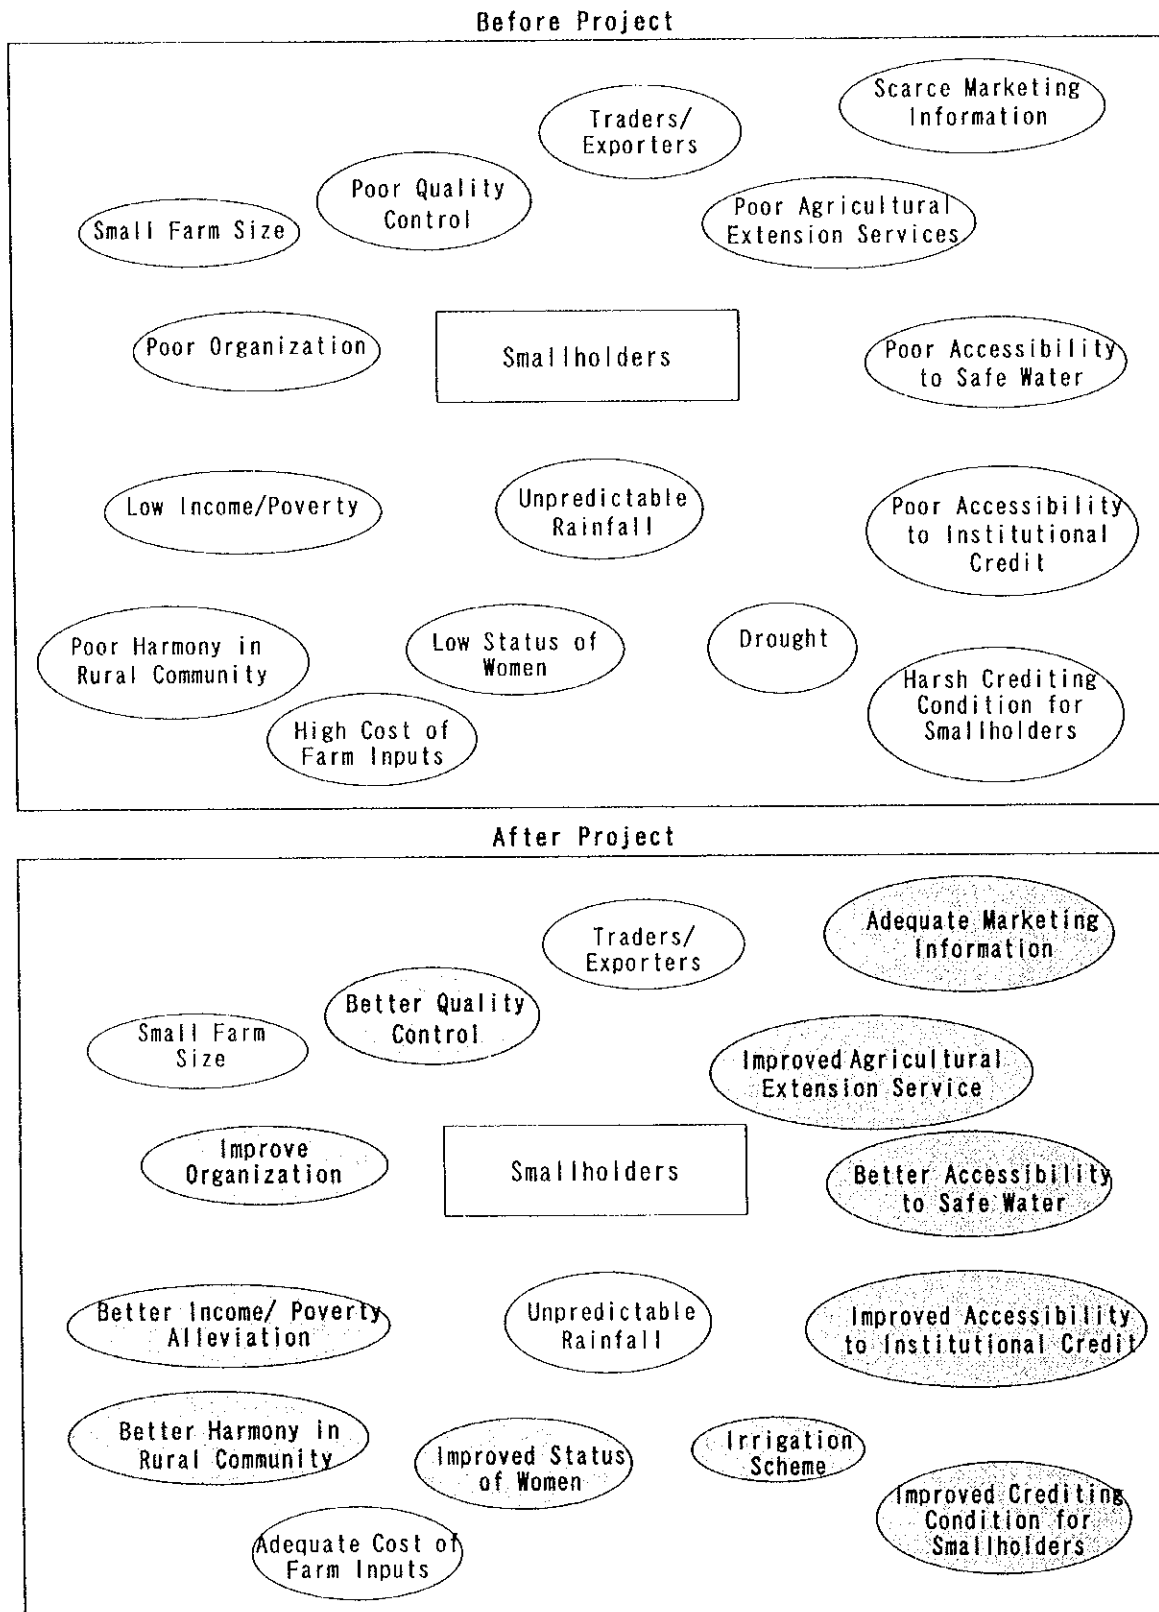 Before Project
Scarce Marketing
Information
Traders/
Exporters
Poor Quality
Control
Poor Agricultural
Extension Services
Small Farm Size
Poor Organization
Smallholders
Poor Accessibility
to Safe Water
Low Income/Poverty
Unpredictable
Rainfall
Poor Accessibility
to Institutional
Credit
Poor Harmony in
Rural Community
Low Status of
Women
Drought
Harsh Crediting
Condition for
Smallholders
High Cost of
Farm Inputs
After Project
Adequate Marketing
Information
Traders/
Exporters
Better Quality
Control
Small Farm
Size
Improved Agricultural
Extension Service
Improve
Organization
Smallholders
Better Accessibility
to Safe Water
Better Income/ Poverty
Alleviation
Unpredictable
Rainfall
Improved Accessibility
to Institutional Credit
Better Harmony in
Rural Community
Improved Status
of Women
Irrigation
Scheme
Improved Crediting
Condition for
Smallholders
Adequate Cost of
Farm Inputs